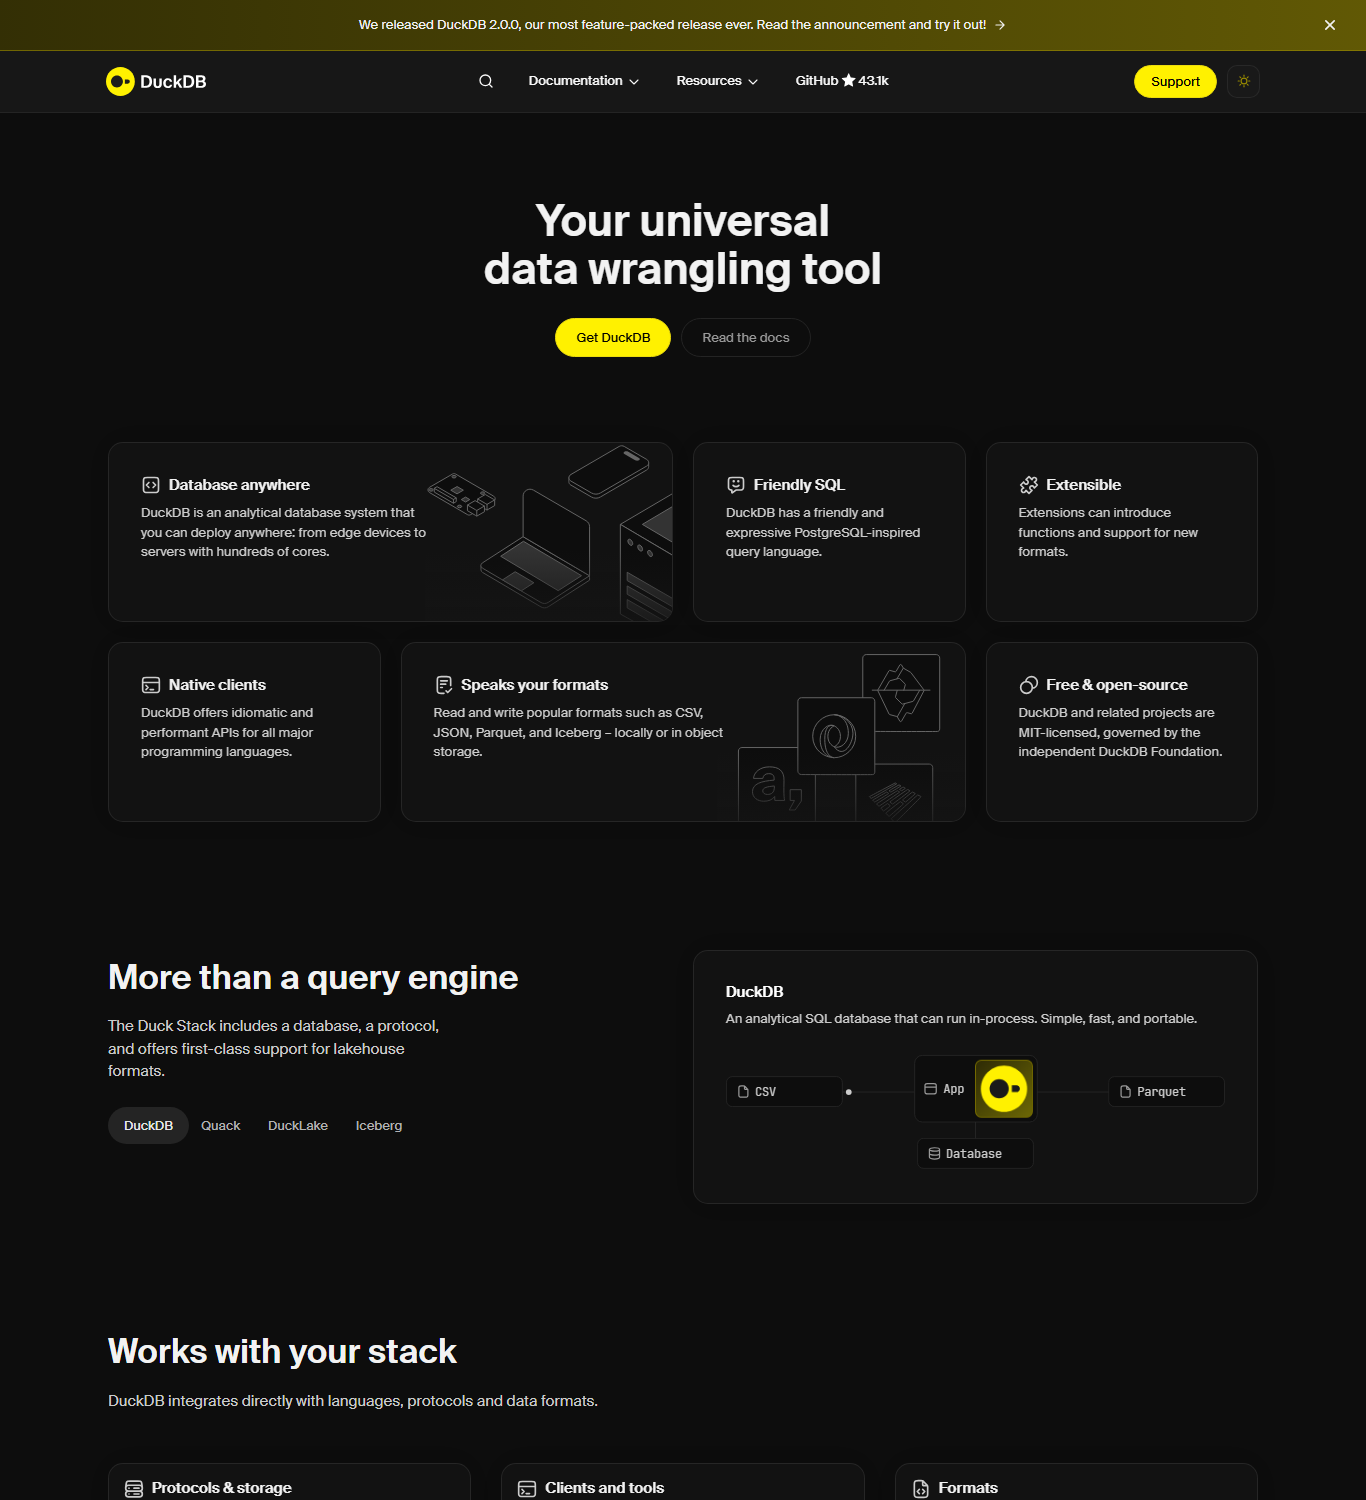 We released DuckDB 2.0.0, our most feature-packed release ever. Read the announcement and try it out! →
DuckDB
Documentation
Resources
GitHub ★ 43.1k
Support
Your universal
data wrangling tool
Get DuckDB
Read the docs
Database anywhere
DuckDB is an analytical database system that
you can deploy anywhere: from edge devices to
servers with hundreds of cores.
Friendly SQL
DuckDB has a friendly and
expressive PostgreSQL-inspired
query language.
Extensible
Extensions can introduce
functions and support for new
formats.
Native clients
DuckDB offers idiomatic and
performant APIs for all major
programming languages.
Speaks your formats
Read and write popular formats such as CSV,
JSON, Parquet, and Iceberg – locally or in object
storage.
a,
Free & open-source
DuckDB and related projects are
MIT-licensed, governed by the
independent DuckDB Foundation.
More than a query engine
The Duck Stack includes a database, a protocol,
and offers first-class support for lakehouse
formats.
DuckDB
Quack
DuckLake
Iceberg
DuckDB
An analytical SQL database that can run in-process. Simple, fast, and portable.
CSV
App
Parquet
Database
Works with your stack
DuckDB integrates directly with languages, protocols and data formats.
Protocols & storage
Clients and tools
Formats